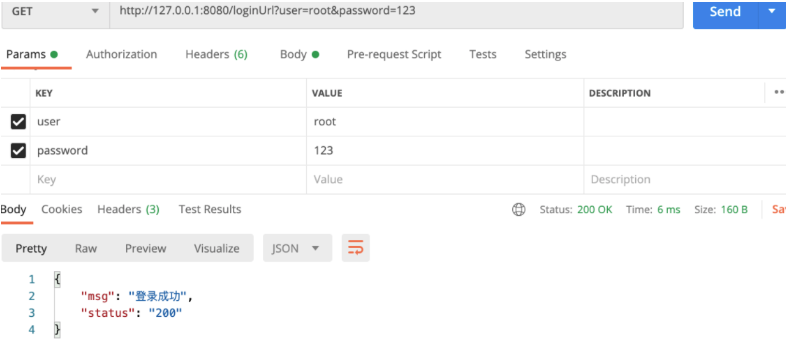 GET http://127.0.0.1:8080/loginUrl?user=root&password=123 Send
Params Authorization Headers (6) Body Pre-request Script Tests Settings
KEY VALUE DESCRIPTION
user root
password 123
Key Value Description
Body Cookies Headers (3) Test Results Status: 200 OK Time: 6 ms Size: 160 B
Pretty Raw Preview Visualize JSON
1 {
2 "msg": "登录成功",
3 "status": "200"
4 }